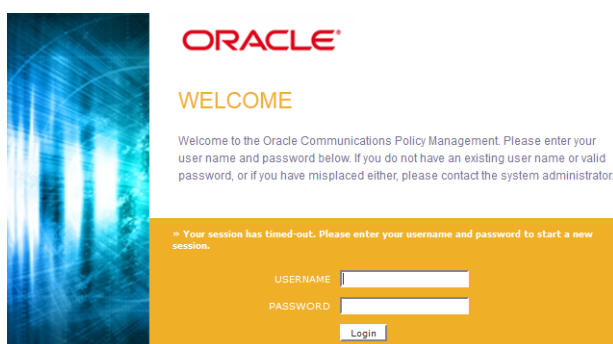 ORACLE®
WELCOME
Welcome to the Oracle Communications Policy Management. Please enter your
user name and password below. If you do not have an existing user name or valid
password, or if you have misplaced either, please contact the system administrator.
» Your session has timed-out. Please enter your username and password to start a new
session.
USERNAME
PASSWORD
Login